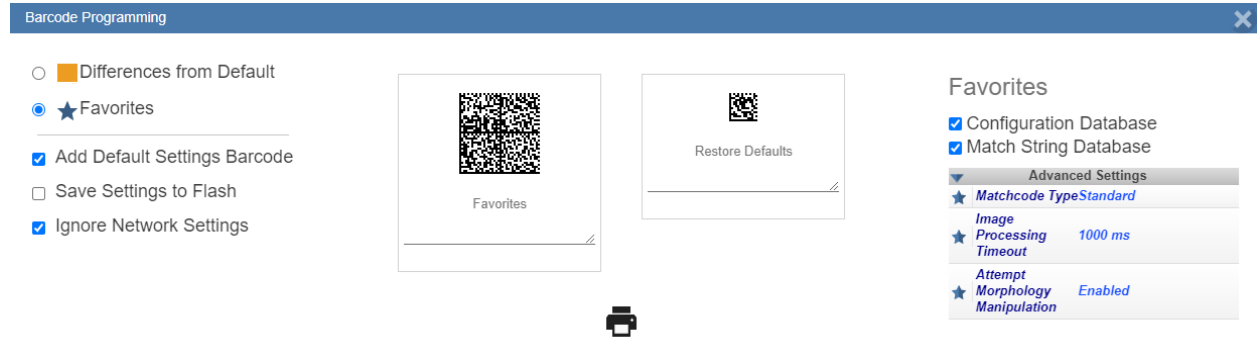 Barcode Programming
Differences from Default
Favorites
Add Default Settings Barcode
Save Settings to Flash
Ignore Network Settings
Favorites
Restore Defaults
Favorites
Configuration Database
Match String Database
Advanced Settings
Matchcode Type Standard
Image
Processing 1000 ms
Timeout
Attempt
Morphology Enabled
Manipulation